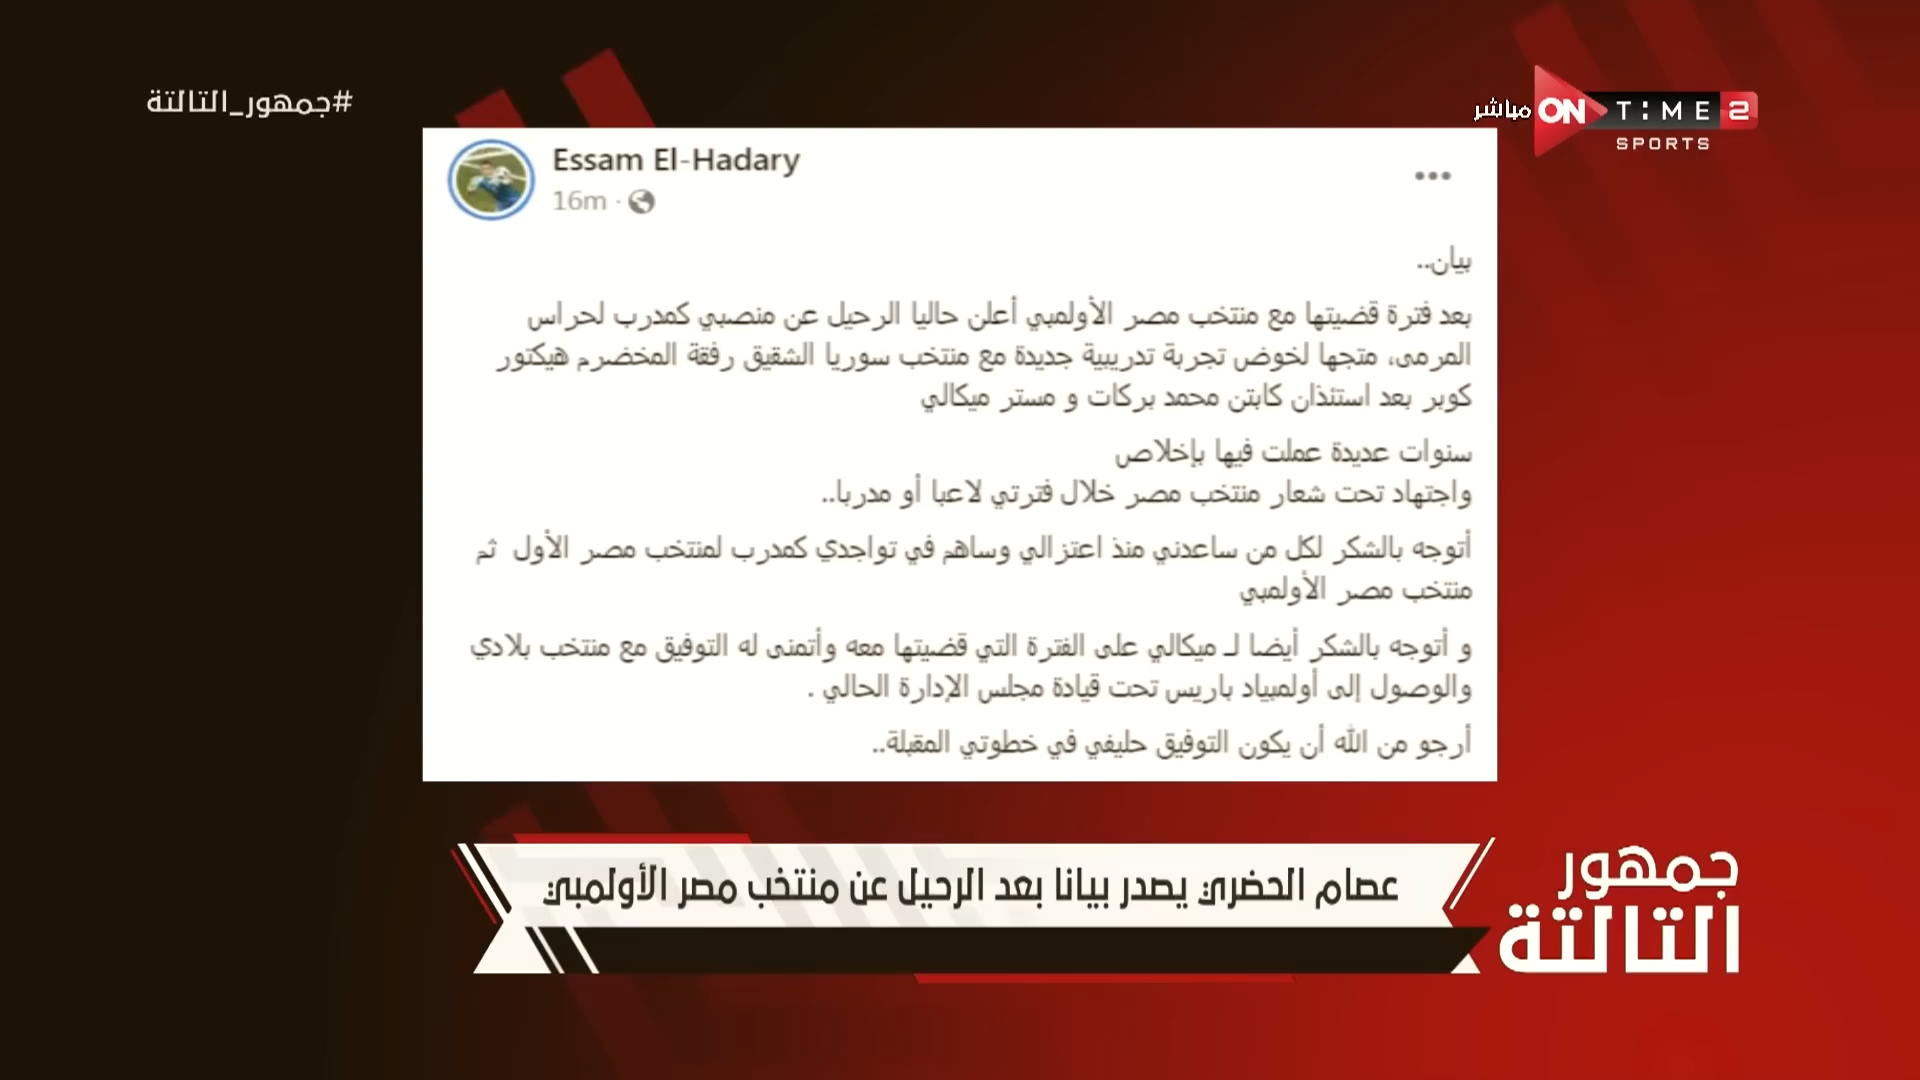 #جمهور_التالتة
مباشر ON TIME 2
SPORTS
Essam El-Hadary
16m ·
بيان..
بعد فترة قضيتها مع منتخب مصر الأولمبي أعلن حاليا الرحيل عن منصبي كمدرب لحراس
المرمى، متجها لخوض تجربة تدريبية جديدة مع منتخب سوريا الشقيق رفقة المخضرم هيكتور
كوبر بعد استئذان كابتن محمد بركات و مستر ميكالي
سنوات عديدة عملت فيها بإخلاص
واجتهاد تحت شعار منتخب مصر خلال فترتي لاعبا أو مدربا..
أتوجه بالشكر لكل من ساعدني منذ اعتزالي وساهم في تواجدي كمدرب لمنتخب مصر الأول ثم
منتخب مصر الأولمبي
و أتوجه بالشكر أيضا لـ ميكالي على الفترة التي قضيتها معه وأتمنى له التوفيق مع منتخب بلادي
والوصول إلى أولمبياد باريس تحت قيادة مجلس الإدارة الحالي .
أرجو من الله أن يكون التوفيق حليفي في خطوتي المقبلة..
عصام الحضري يصدر بيانا بعد الرحيل عن منتخب مصر الأولمبي
جمهور
التالتة